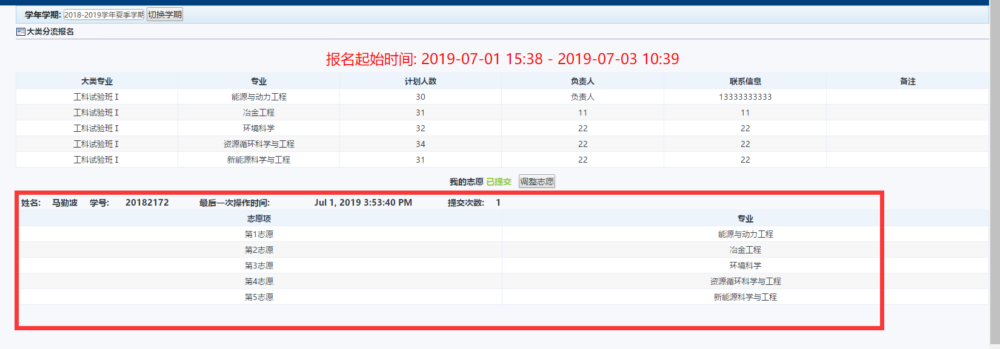 学年学期: 2018-2019学年夏季学期 切换学期
大类分流报名
报名起始时间: 2019-07-01 15:38 - 2019-07-03 10:39
大类专业 专业 计划人数 负责人 联系信息 备注
工科试验班 I 能源与动力工程 30 负责人 13333333333
工科试验班 I 冶金工程 31 11 11
工科试验班 I 环境科学 32 22 22
工科试验班 I 资源循环科学与工程 34 22 22
工科试验班 I 新能源科学与工程 31 22 22
我的志愿 已提交 调整志愿
姓名: 马勤波 学号: 20182172 最后一次操作时间: Jul 1, 2019 3:53:40 PM 提交次数: 1
志愿项 专业
第1志愿 能源与动力工程
第2志愿 冶金工程
第3志愿 环境科学
第4志愿 资源循环科学与工程
第5志愿 新能源科学与工程